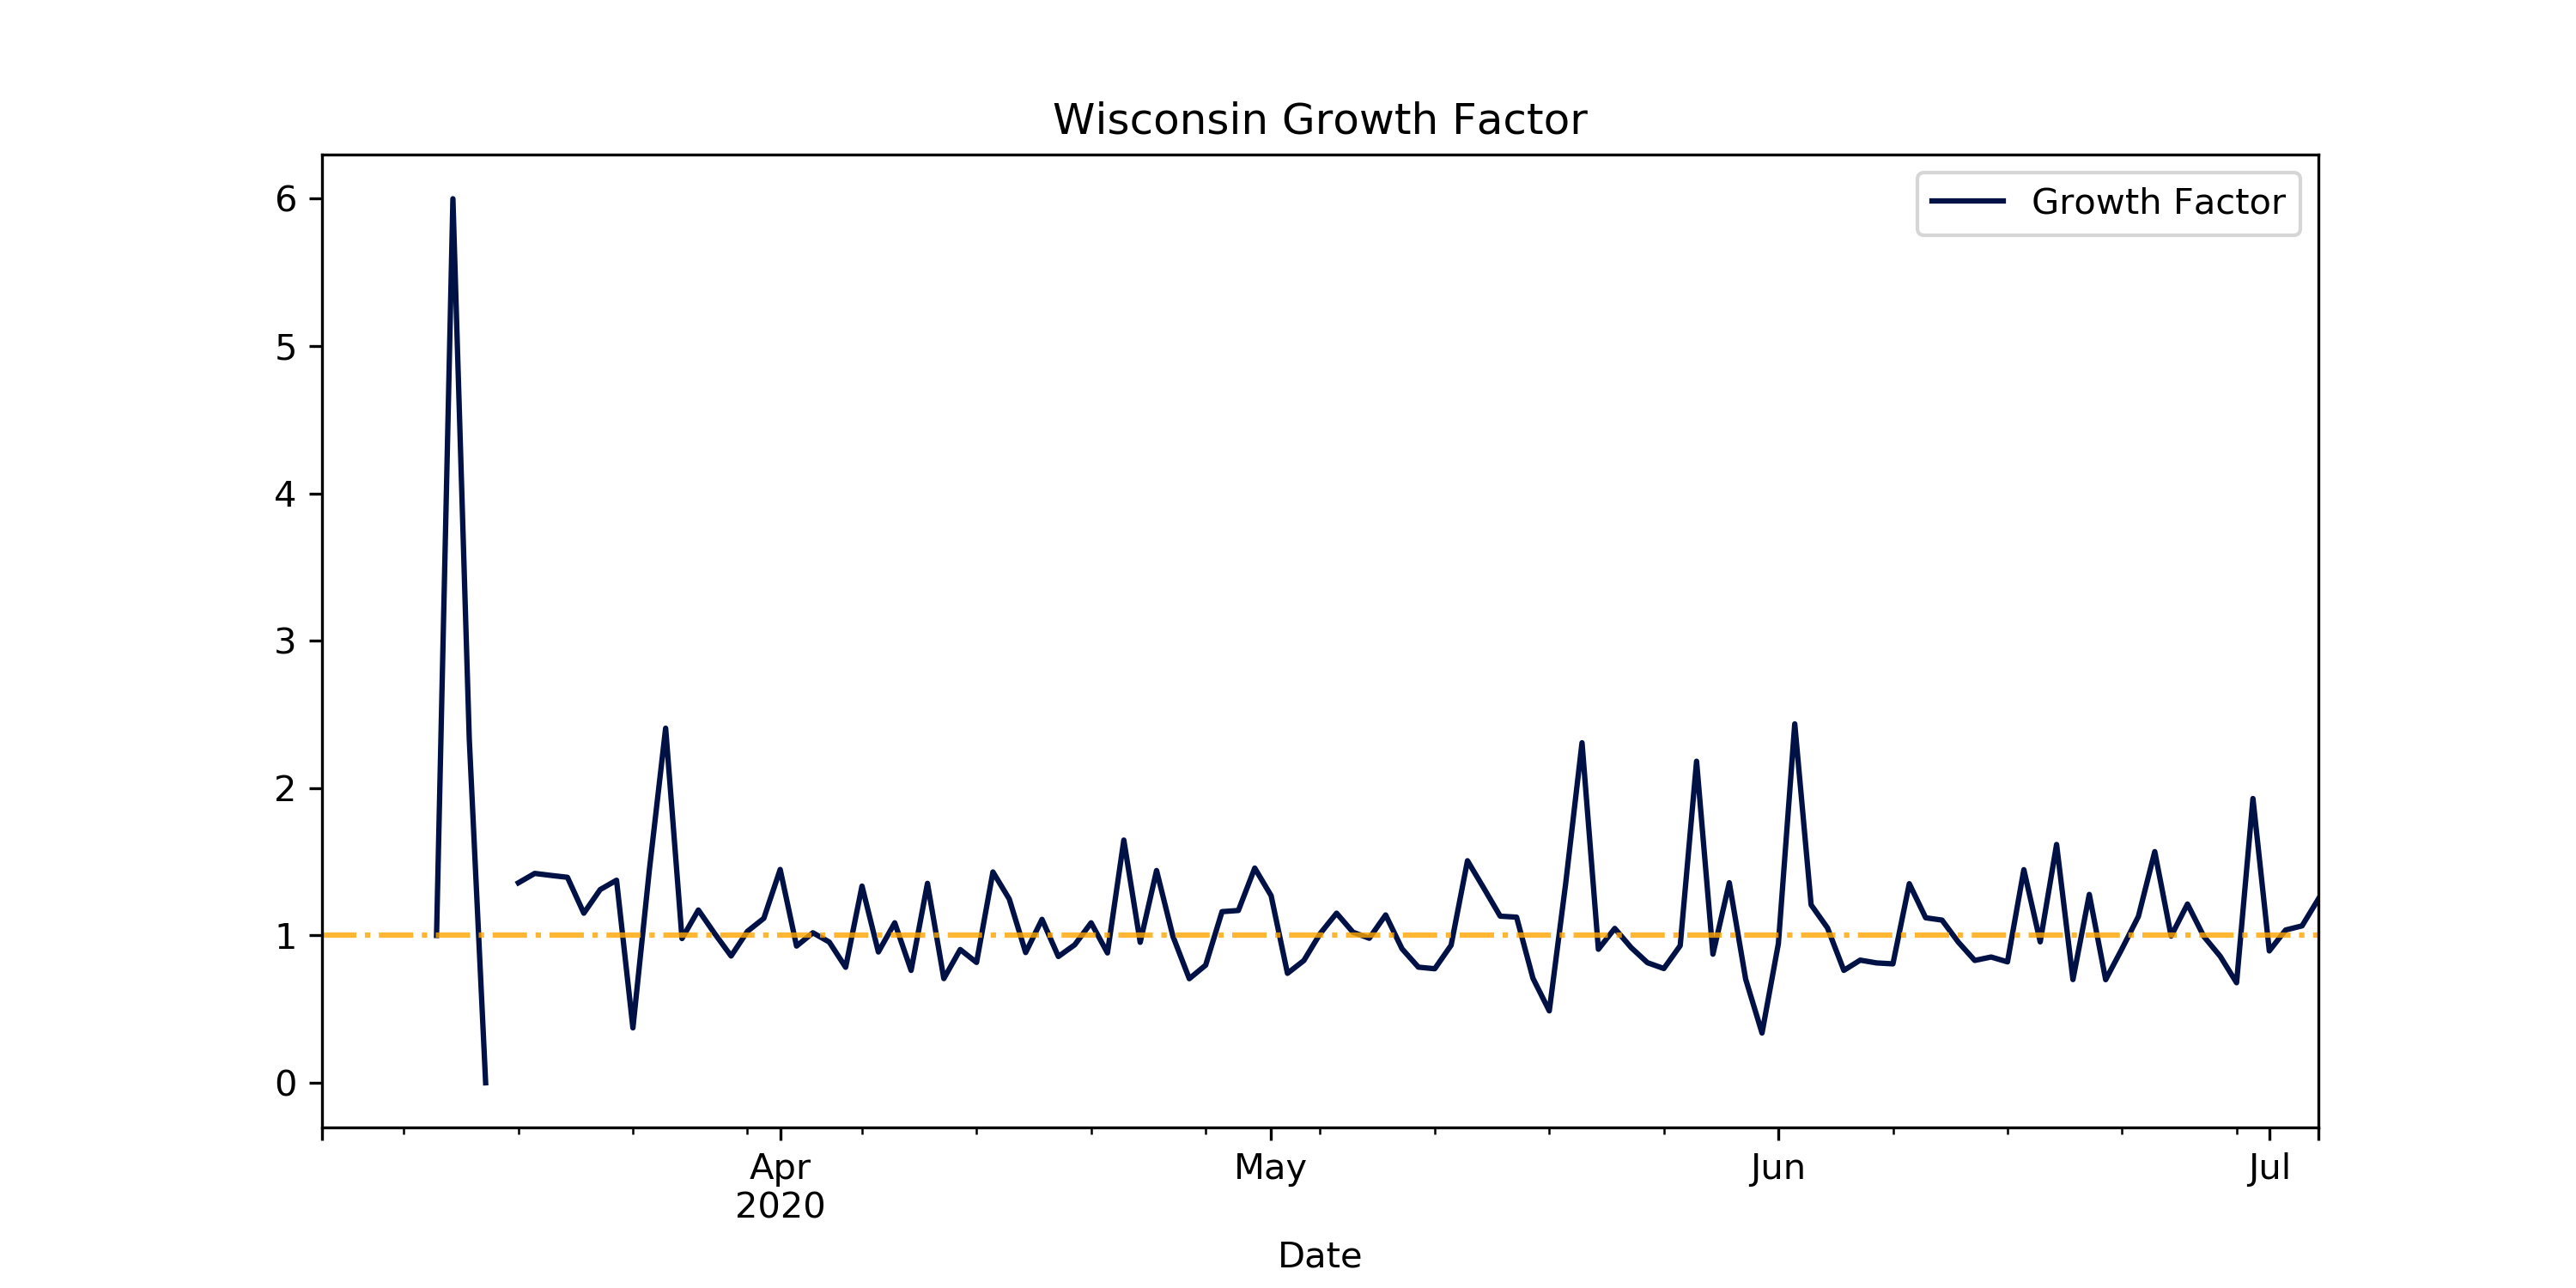 Wisconsin Growth Factor
Growth Factor
6
5
4
3
2
1
0
Apr
2020
May
Jun
Jul
Date